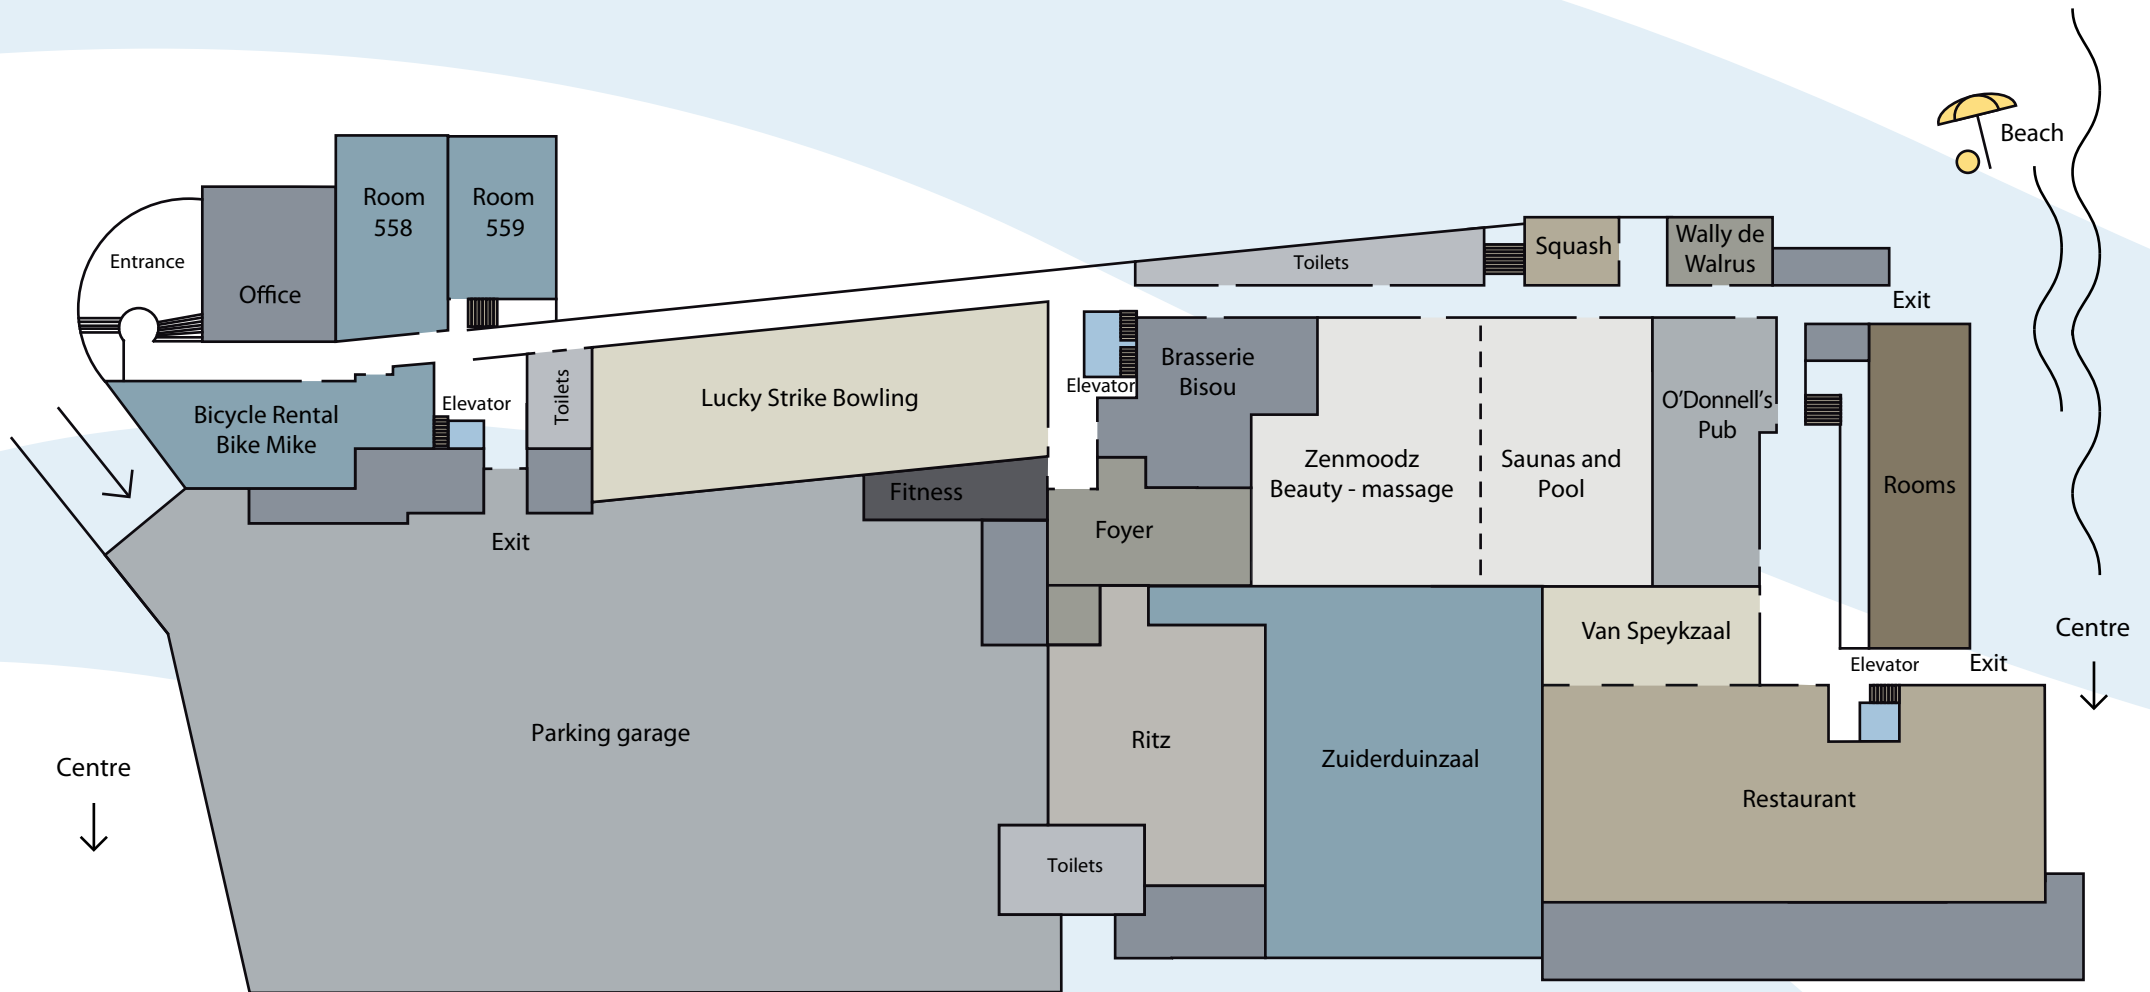 Beach
Room
558
Room
559
Entrance
Office
Toilets
Squash
Wally de
Walrus
Exit
Brasserie
Bisou
Elevator
Lucky Strike Bowling
Toilets
Elevator
Bicycle Rental
Bike Mike
O'Donnell's
Pub
Zenmoodz
Beauty - massage
Saunas and
Pool
Rooms
Fitness
Foyer
Exit
Van Speykzaal
Centre
Elevator
Exit
Parking garage
Ritz
Zuiderduinzaal
Centre
Restaurant
Toilets